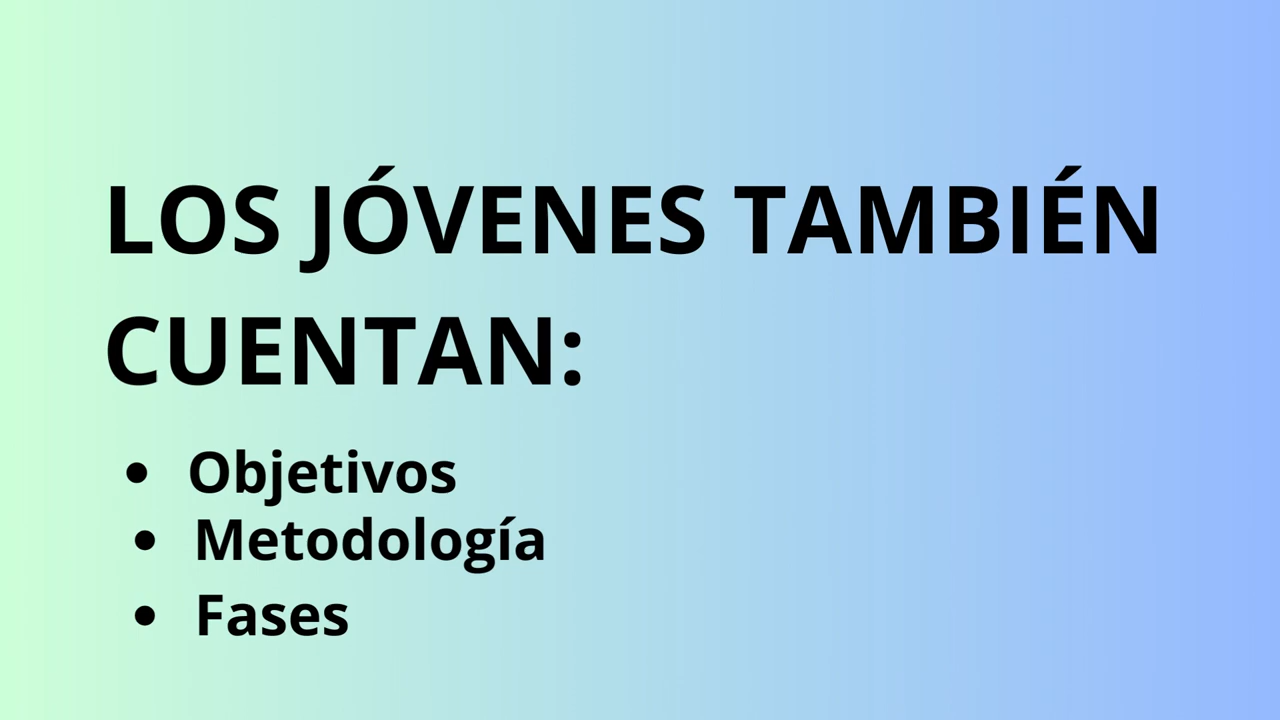 LOS JÓVENES TAMBIÉN
CUENTAN:
• Objetivos
• Metodología
• Fases